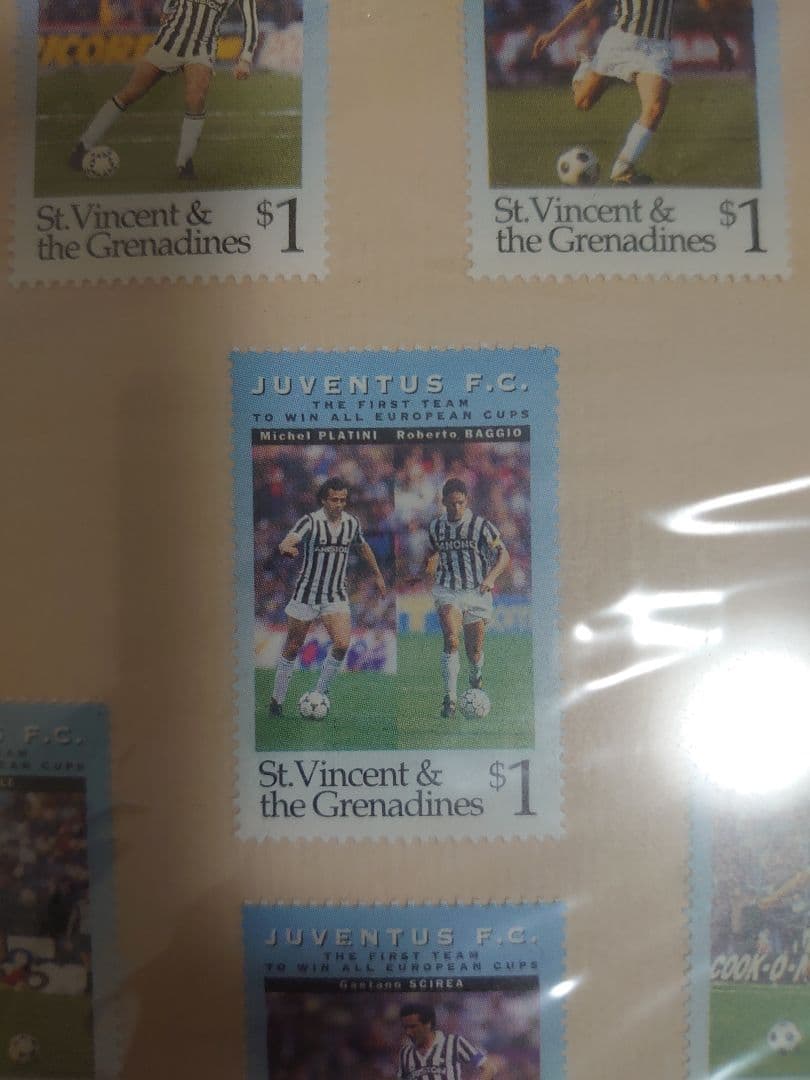 St. Vincent & $1
the Grenadines
St. Vincent & $1
the Grenadines
JUVENTUS F.C.
THE FIRST TEAM
TO WIN ALL EUROPEAN CUPS
Michel PLATINI Roberto BAGGIO
St. Vincent & $1
the Grenadines
F.C.
CUPS
JUVENTUS F.C.
THE FIRST TEAM
TO WIN ALL EUROPEAN CUPS
Gaetano SCIREA
COOK-O-